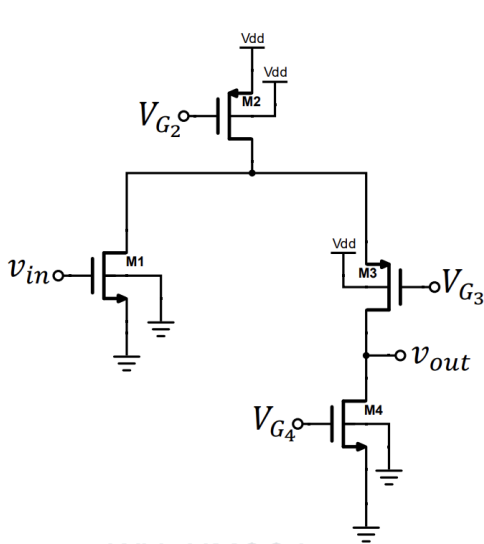 Vdd
Vdd
M2
V_{G_2}
M1
v_{in}
Vdd
M3
V_{G_3}
v_{out}
M4
V_{G_4}